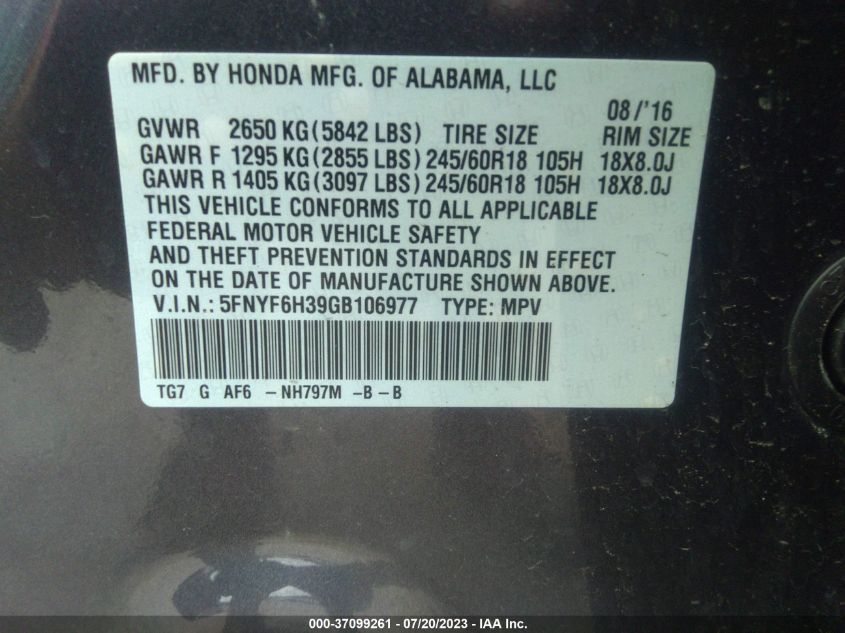 MFD. BY HONDA MFG. OF ALABAMA, LLC
08/'16
GVWR 2650 KG(5842 LBS) TIRE SIZE RIM SIZE
GAWR F 1295 KG(2855 LBS) 245/60R18 105H 18X8.0J
GAWR R 1405 KG(3097 LBS) 245/60R18 105H 18X8.0J
THIS VEHICLE CONFORMS TO ALL APPLICABLE
FEDERAL MOTOR VEHICLE SAFETY
AND THEFT PREVENTION STANDARDS IN EFFECT
ON THE DATE OF MANUFACTURE SHOWN ABOVE.
V.I.N.: 5FNYF6H39GB106977 TYPE: MPV
TG7 G AF6 -NH797M -B-B
000-37099261 - 07/20/2023 - IAA Inc.